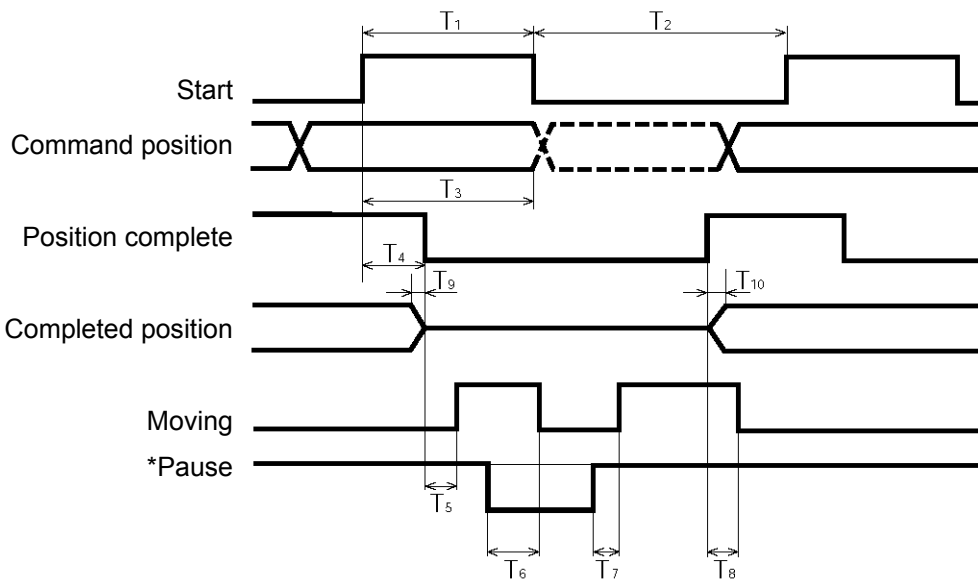 T₁ T₂
Start
Command position
T₃
Position complete
T₄
T₉ T₁₀
Completed position
Moving
*Pause
T₅
T₆ T₇ T₈